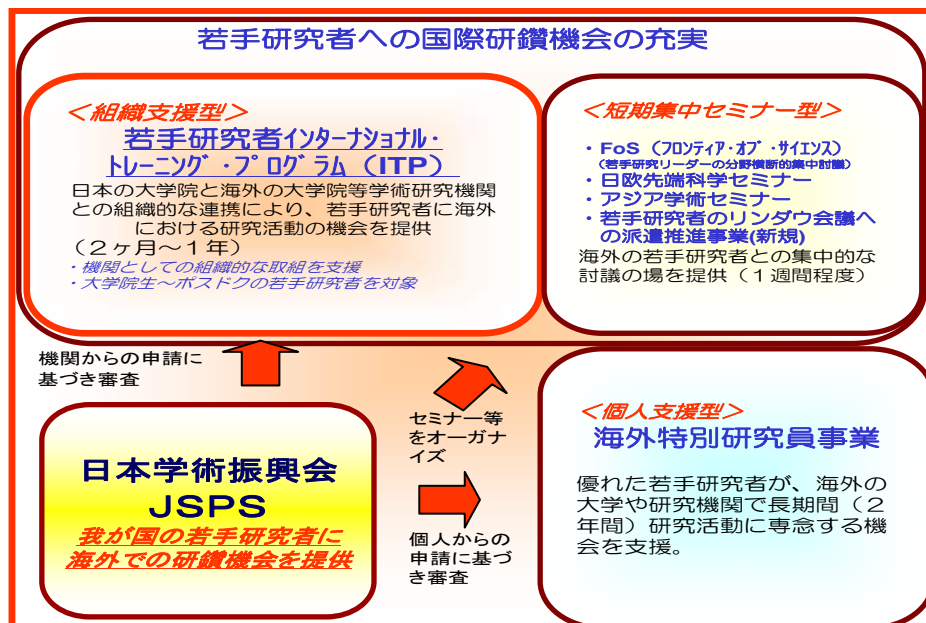 若手研究者への国際研鑽機会の充実
＜組織支援型＞
若手研究者ｲﾝﾀｰﾅｼｮﾅﾙ・
ﾄﾚｰﾆﾝｸﾞ・ﾌﾟﾛｸﾞﾗﾑ（ITP）
日本の大学院と海外の大学院等学術研究機関
との組織的な連携により、若手研究者に海外
における研究活動の機会を提供
（２ヶ月～１年）
・機関としての組織的な取組を支援
・大学院生～ポスドクの若手研究者を対象
＜短期集中セミナー型＞
・FoS（ﾌﾛﾝﾃｨｱ・ｵﾌﾞ・ｻｲｴﾝｽ）
（若手研究リーダーの分野横断的集中討議）
・日欧先端科学セミナー
・アジア学術セミナー
・若手研究者のリンダウ会議へ
の派遣推進事業(新規)
海外の若手研究者との集中的な
討議の場を提供（１週間程度）
機関からの申請に
基づき審査
セミナー等
をオーガナ
イズ
個人からの
申請に基づ
き審査
日本学術振興会
JSPS
我が国の若手研究者に
海外での研鑽機会を提供
＜個人支援型＞
海外特別研究員事業
優れた若手研究者が、海外の
大学や研究機関で長期間（２
年間）研究活動に専念する機
会を支援。